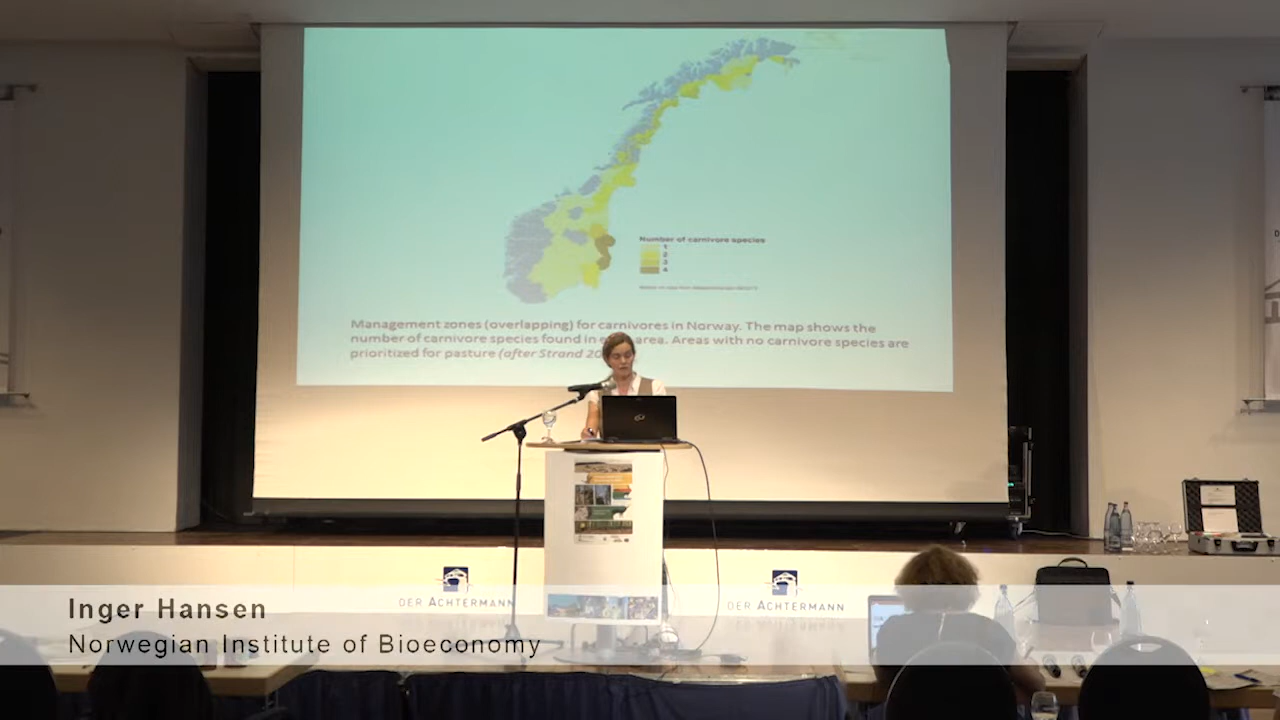 Number of carnivore species
1
2
3
4
Management zones (overlapping) for carnivores in Norway. The map shows the
number of carnivore species found in area. Areas with no carnivore species are
prioritized for pasture (after Strand 20
DER ACHTERMANN
DER ACHTERMANN
Inger Hansen
Norwegian Institute of Bioeconomy